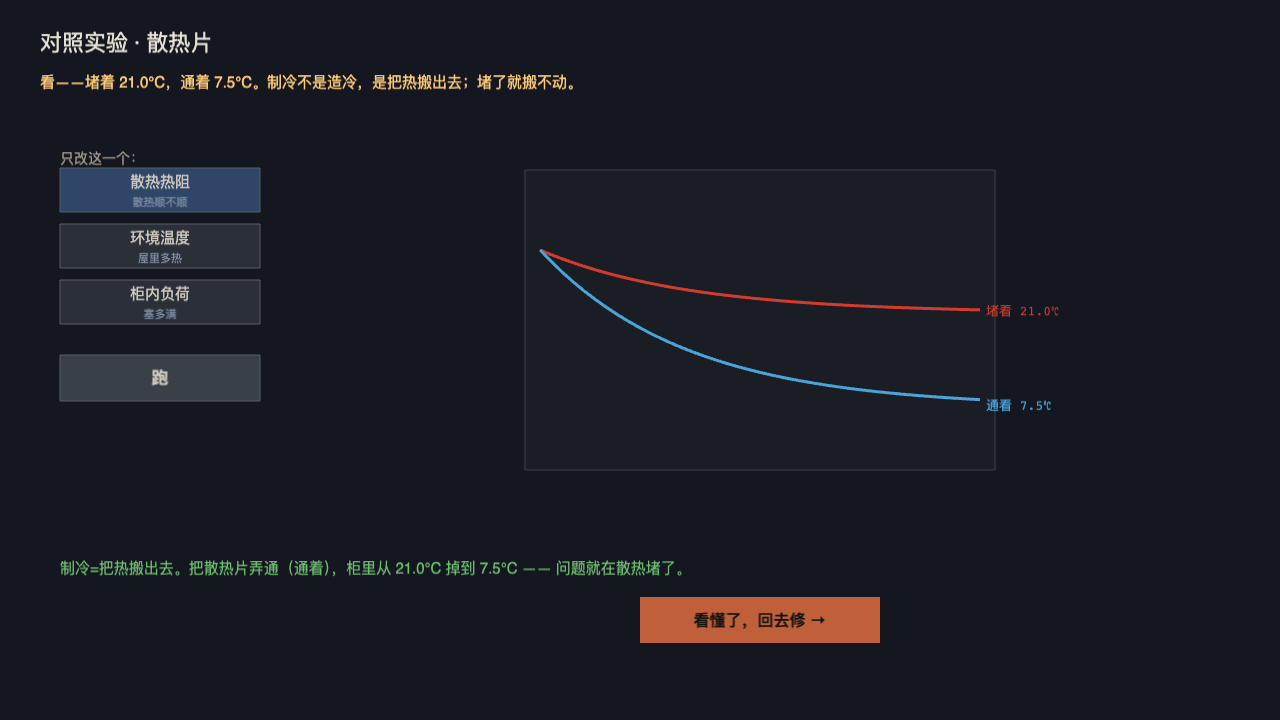 对照实验 · 散热片
看——堵着 21.0°C，通着 7.5°C。制冷不是造冷，是把热搬出去；堵了就搬不动。
只改这一个：
散热热阻
散热顺不顺
环境温度
屋里多热
柜内负荷
塞多满
跑
堵着 21.0℃
通着 7.5℃
制冷=把热搬出去。把散热片弄通（通着），柜里从 21.0°C 掉到 7.5°C —— 问题就在散热堵了。
看懂了，回去修 →